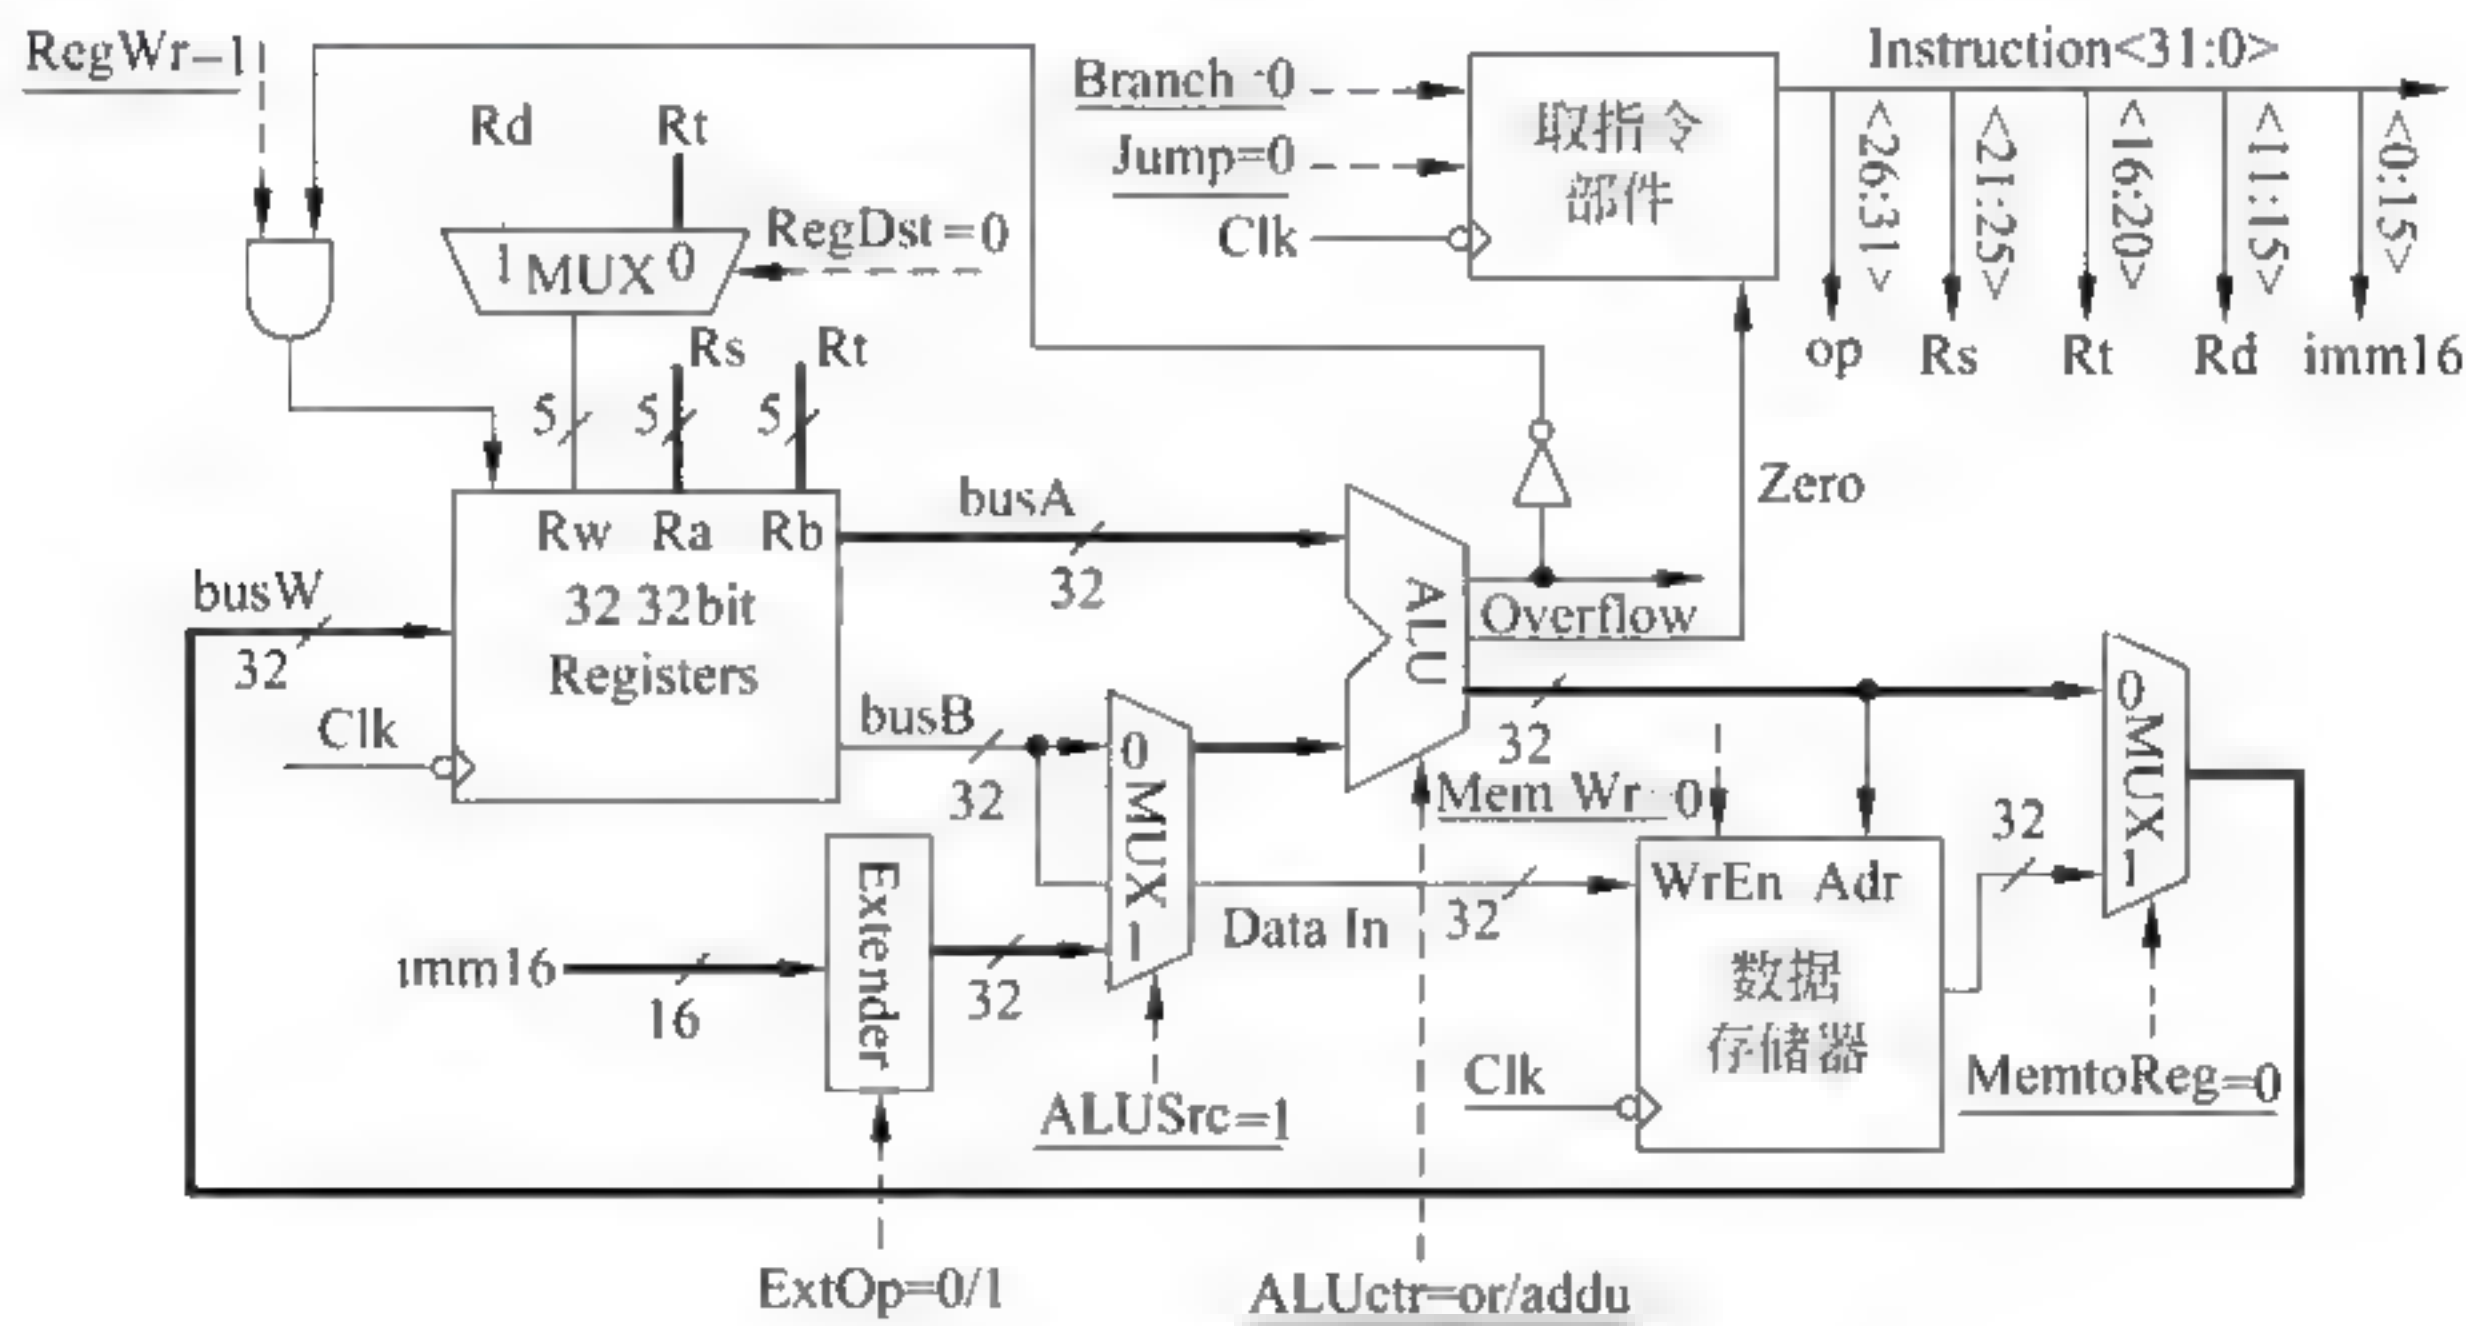 RegWr=1
Rd
Rt
1 MUX 0
RegDst=0
Branch=0
Jump=0
Clk
取指令
部件
Instruction<31:0>
<26:31>
<21:25>
<16:20>
<11:15>
<0:15>
op
Rs
Rt
Rd
imm16
Rs
Rt
5
5
5
Rw Ra Rb
32 32bit
Registers
busW
32
Clk
busA
32
busB
32
ALU
Overflow
Zero
32
0
MUX
1
Mem Wr=0
WrEn Adr
数据
存储器
Clk
32
0
MUX
1
MemtoReg=0
Data In
32
imm16
16
Extender
32
ALUSrc=1
ExtOp=0/1
ALUctr=or/addu